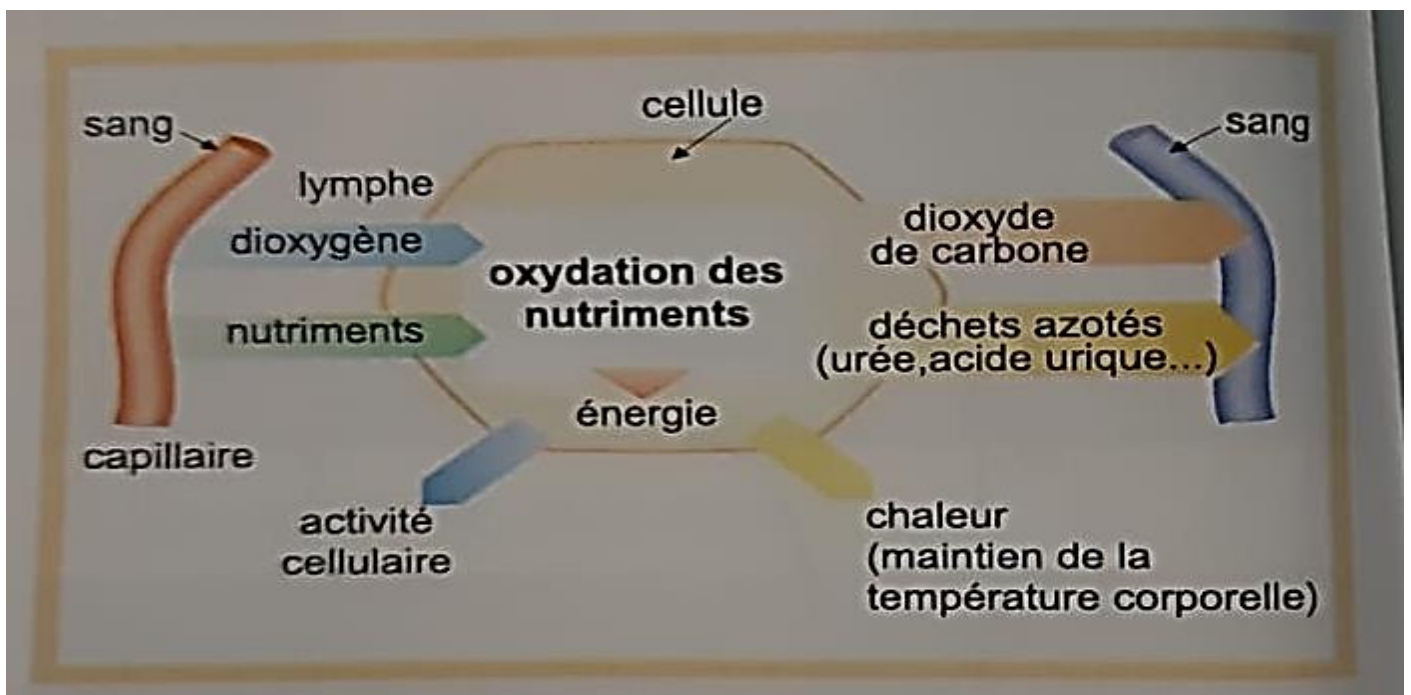 cellule
sang
sang
lymphe
dioxygène
dioxyde
de carbone
oxydation des
nutriments
nutriments
déchets azotés
(urée,acide urique...)
énergie
capillaire
activité
cellulaire
chaleur
(maintien de la
température corporelle)